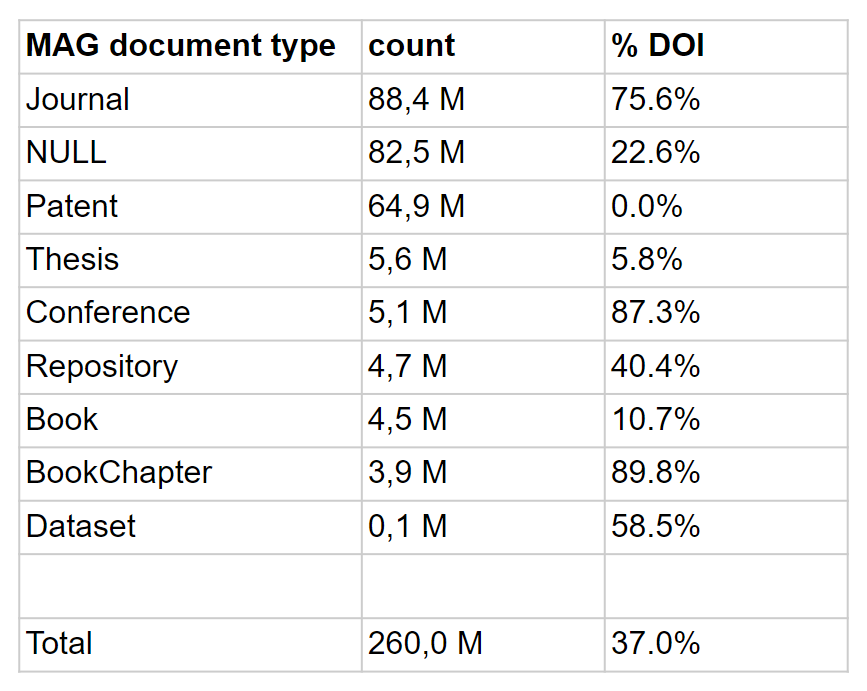 MAG document type count % DOI
Journal 88,4 M 75.6%
NULL 82,5 M 22.6%
Patent 64,9 M 0.0%
Thesis 5,6 M 5.8%
Conference 5,1 M 87.3%
Repository 4,7 M 40.4%
Book 4,5 M 10.7%
BookChapter 3,9 M 89.8%
Dataset 0,1 M 58.5%
Total 260,0 M 37.0%